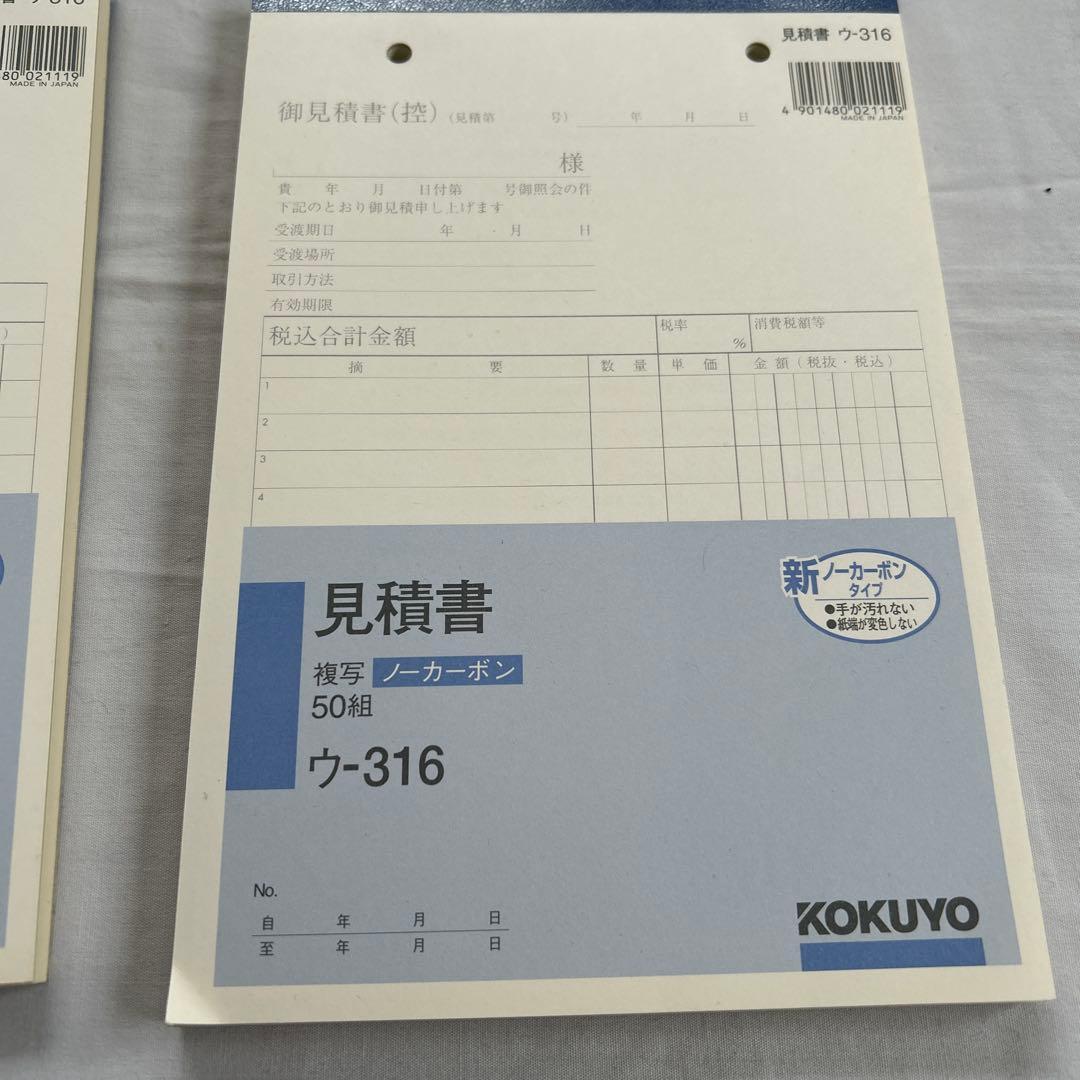 80 021119
MADE IN JAPAN
見積書 ウ-316
4 901480 021119
MADE IN JAPAN
御見積書(控) (見積第 号) 年 月 日
様
貴 年 月 日付第 号御照会の件
下記のとおり御見積申し上げます
受渡期日 年 月 日
受渡場所
取引方法
有効期限
税込合計金額 税率 % 消費税額等
摘 要 数 量 単 価 金 額 (税抜・税込)
1
2
3
4
見積書
複写 ノーカーボン
50組
ウ-316
新ノーカーボン
タイプ
●手が汚れない
●紙端が変色しない
No.
自 年 月 日
至 年 月 日
KOKUYO